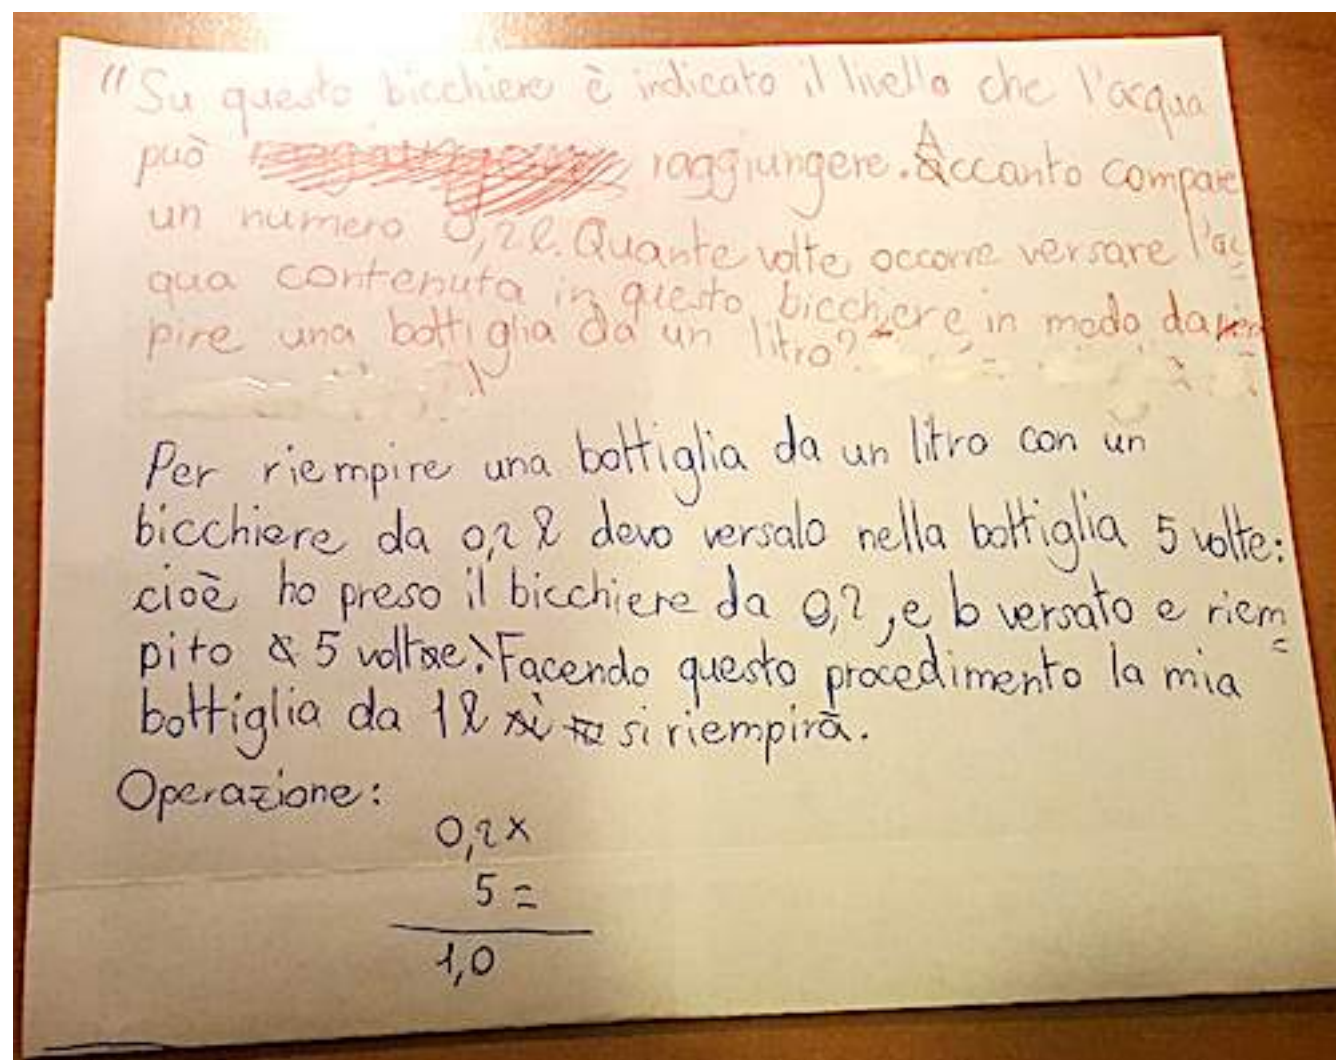 "Su questo bicchiere è indicato il livello che l'acqua
può raggiungere. Accanto compare
un numero 0,2 l. Quante volte occorre versare l'ac
qua contenuta in questo bicchiere in modo da riem
pire una bottiglia da un litro?"
Per riempire una bottiglia da un litro con un
bicchiere da 0,2 l devo versalo nella bottiglia 5 volte:
cioè ho preso il bicchiere da 0,2, e lo versato e riem
pito 5 volte. Facendo questo procedimento la mia
bottiglia da 1 l si riempirà.
Operazione:
0,2 x
5 =
1,0